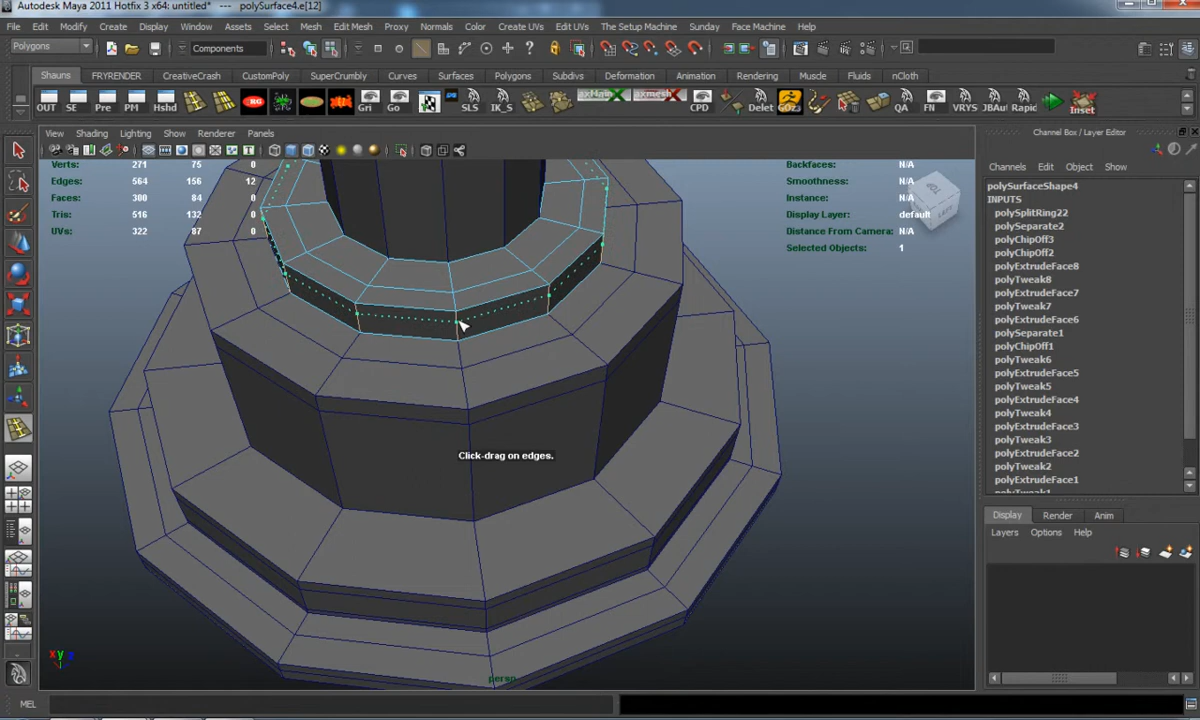 Autodesk Maya 2011 Hotfix 3 x64: untitled* --- polySurface4.e[12]
File Edit Modify Create Display Window Assets Select Mesh Edit Mesh Proxy Normals Color Create UVs Edit UVs The Setup Machine Sunday Face Machine Help
Polygons Components
Shauns FRYRENDER CreativeCrash CustomPoly SuperCrumbly Curves Surfaces Polygons Subdivs Deformation Animation Rendering Muscle Fluids nCloth
OUT SE Pre PM Hshd Gri Go SLS IK_S CPD Delet GOz QA FN VRYS JBAut Rapic Inset
View Shading Lighting Show Renderer Panels
Channel Box / Layer Editor
Verts: 271 75 0
Edges: 564 156 12
Faces: 300 84 0
Tris: 516 132 0
UVs: 322 87 0
Backfaces: N/A
Smoothness: N/A
Instance: N/A
Display Layer: default
Distance From Camera: N/A
Selected Objects: 1
Click-drag on edges.
persp
Channels Edit Object Show
polySurfaceShape4
INPUTS
polySplitRing22
polySeparate2
polyChipOff3
polyChipOff2
polyExtrudeFace8
polyTweak8
polyExtrudeFace7
polyTweak7
polyExtrudeFace6
polySeparate1
polyChipOff1
polyTweak6
polyExtrudeFace5
polyTweak5
polyExtrudeFace4
polyTweak4
polyExtrudeFace3
polyTweak3
polyExtrudeFace2
polyTweak2
polyExtrudeFace1
polyTweak1
Display Render Anim
Layers Options Help
MEL